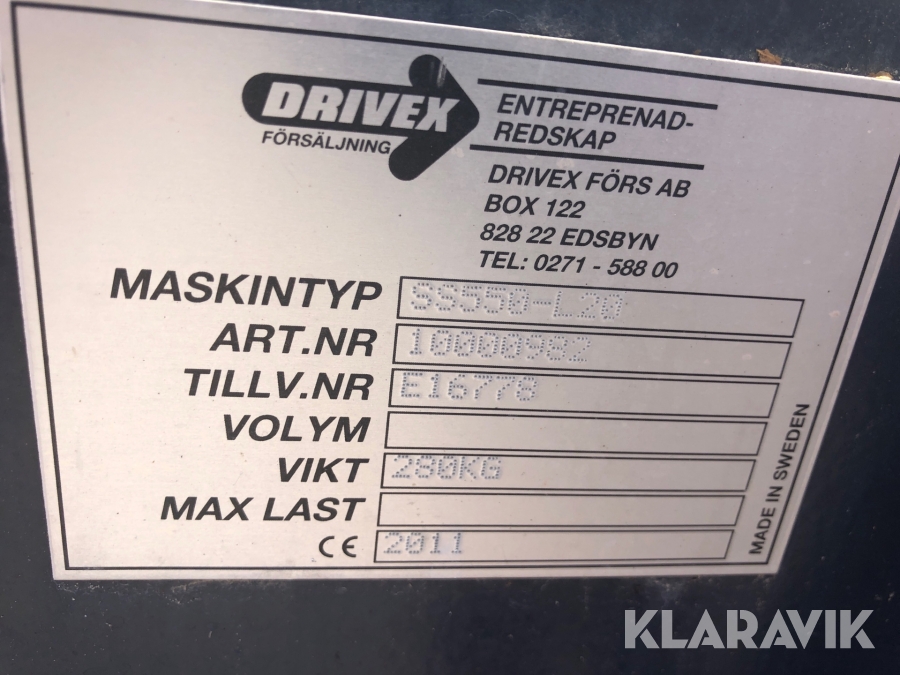 DRIVEX
FÖRSÄLJNING
ENTREPRENAD-
REDSKAP
DRIVEX FÖRS AB
BOX 122
828 22 EDSBYN
TEL: 0271 - 588 00
MASKINTYP SS550-L20
ART.NR 10000982
TILLV.NR E16778
VOLYM
VIKT 280KG
MAX LAST
CE 2011
MADE IN SWEDEN
KLARAVIK